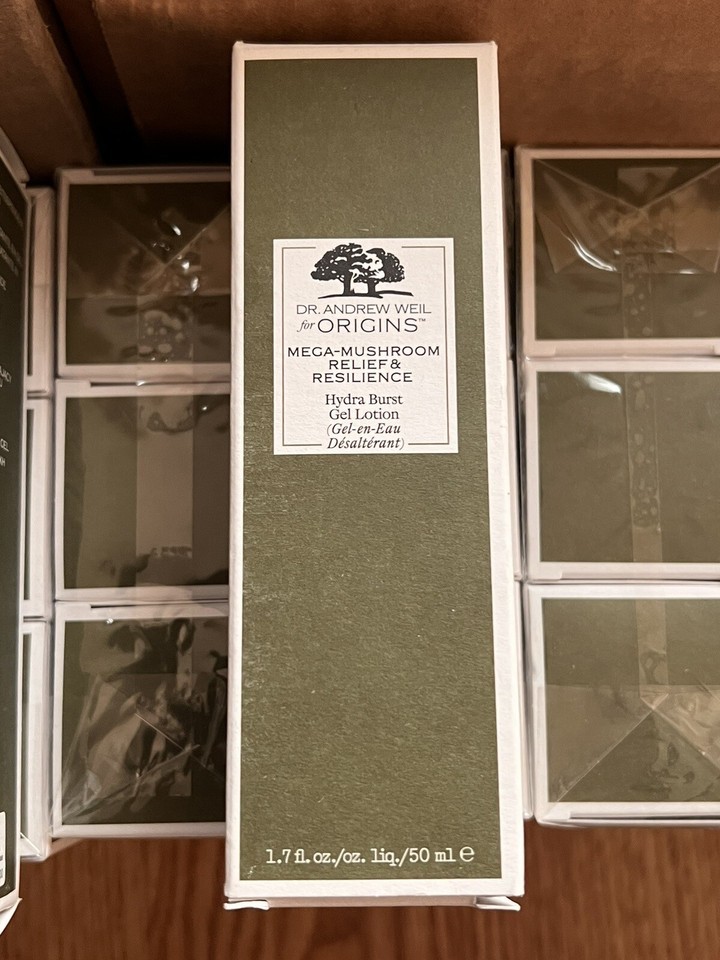 DR. ANDREW WEIL
for ORIGINS™
MEGA-MUSHROOM
RELIEF &
RESILIENCE
Hydra Burst
Gel Lotion
(Gel-en-Eau
Désaltérant)
1.7 fl. oz./oz. liq./50 ml ℮